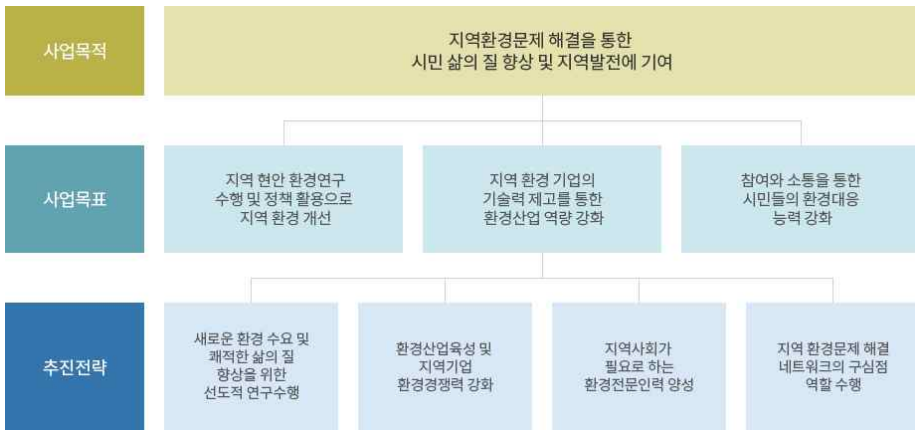 사업목적
지역환경문제 해결을 통한
시민 삶의 질 향상 및 지역발전에 기여
사업목표
지역 현안 환경연구
수행 및 정책 활용으로
지역 환경 개선
지역 환경 기업의
기술력 제고를 통한
환경산업 역량 강화
참여와 소통을 통한
시민들의 환경대응
능력 강화
추진전략
새로운 환경 수요 및
쾌적한 삶의 질
향상을 위한
선도적 연구수행
환경산업육성 및
지역기업
환경경쟁력 강화
지역사회가
필요로 하는
환경전문인력 양성
지역 환경문제 해결
네트워크의 구심점
역할 수행